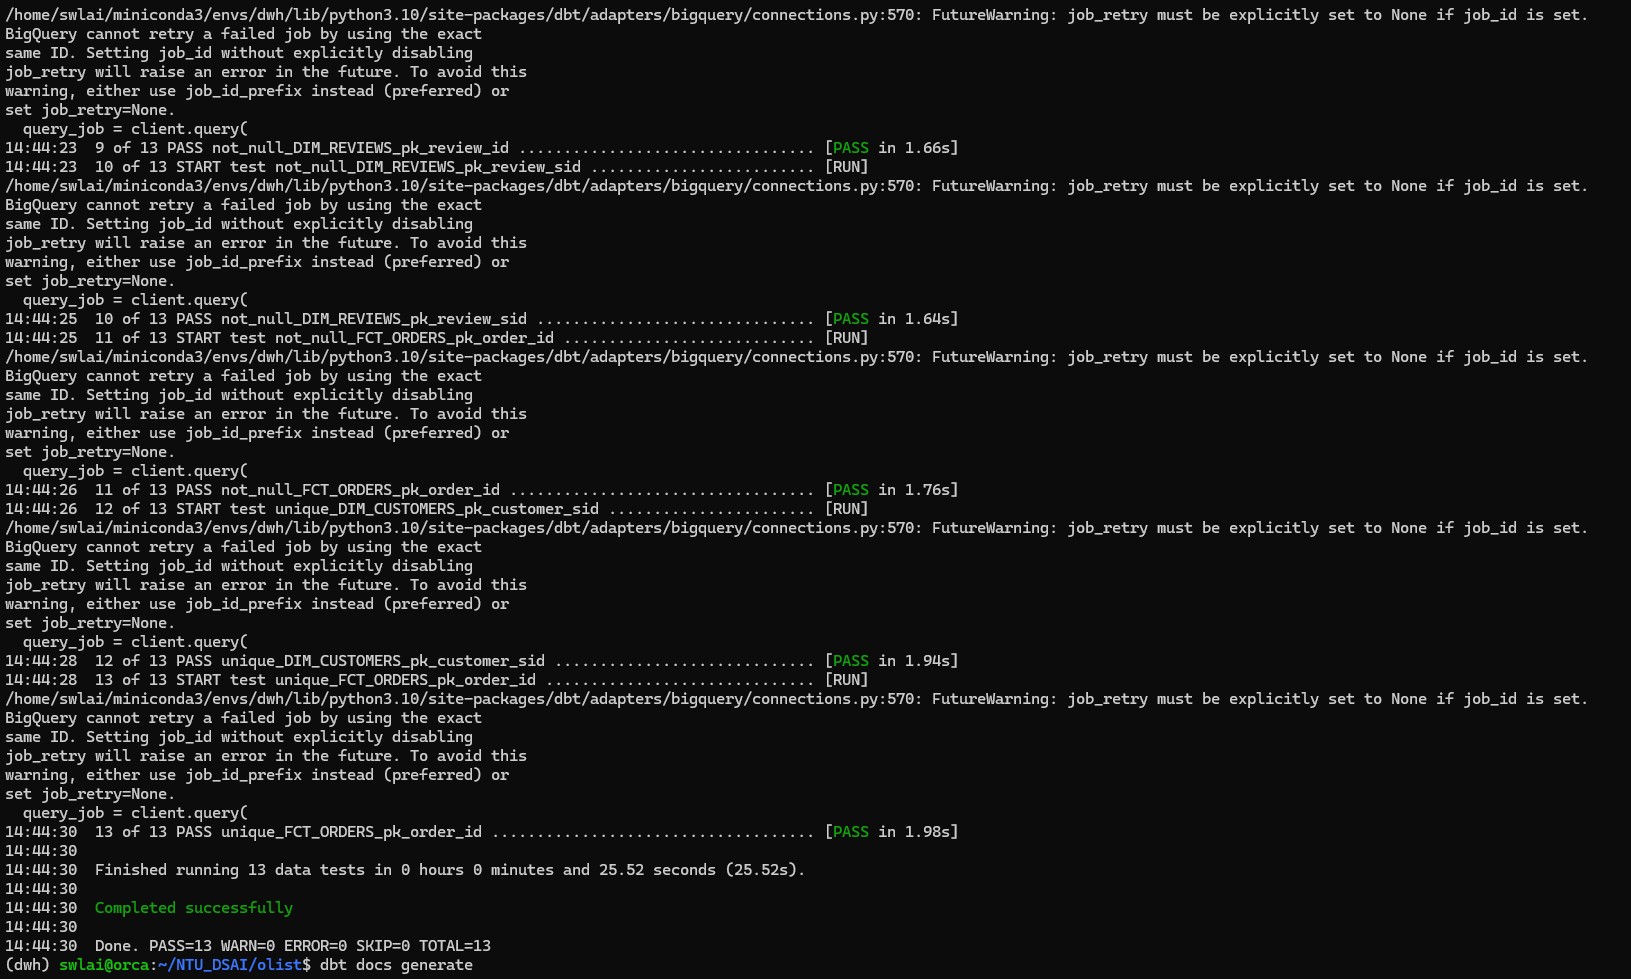 /home/swlai/miniconda3/envs/dwh/lib/python3.10/site-packages/dbt/adapters/bigquery/connections.py:570: FutureWarning: job_retry must be explicitly set to None if job_id is set.
BigQuery cannot retry a failed job by using the exact
same ID. Setting job_id without explicitly disabling
job_retry will raise an error in the future. To avoid this
warning, either use job_id_prefix instead (preferred) or
set job_retry=None.
  query_job = client.query(
14:44:23  9 of 13 PASS not_null_DIM_REVIEWS_pk_review_id ................................. [PASS in 1.66s]
14:44:23  10 of 13 START test not_null_DIM_REVIEWS_pk_review_sid ......................... [RUN]
/home/swlai/miniconda3/envs/dwh/lib/python3.10/site-packages/dbt/adapters/bigquery/connections.py:570: FutureWarning: job_retry must be explicitly set to None if job_id is set.
BigQuery cannot retry a failed job by using the exact
same ID. Setting job_id without explicitly disabling
job_retry will raise an error in the future. To avoid this
warning, either use job_id_prefix instead (preferred) or
set job_retry=None.
  query_job = client.query(
14:44:25  10 of 13 PASS not_null_DIM_REVIEWS_pk_review_sid ............................... [PASS in 1.64s]
14:44:25  11 of 13 START test not_null_FCT_ORDERS_pk_order_id ............................ [RUN]
/home/swlai/miniconda3/envs/dwh/lib/python3.10/site-packages/dbt/adapters/bigquery/connections.py:570: FutureWarning: job_retry must be explicitly set to None if job_id is set.
BigQuery cannot retry a failed job by using the exact
same ID. Setting job_id without explicitly disabling
job_retry will raise an error in the future. To avoid this
warning, either use job_id_prefix instead (preferred) or
set job_retry=None.
  query_job = client.query(
14:44:26  11 of 13 PASS not_null_FCT_ORDERS_pk_order_id .................................. [PASS in 1.76s]
14:44:26  12 of 13 START test unique_DIM_CUSTOMERS_pk_customer_sid ....................... [RUN]
/home/swlai/miniconda3/envs/dwh/lib/python3.10/site-packages/dbt/adapters/bigquery/connections.py:570: FutureWarning: job_retry must be explicitly set to None if job_id is set.
BigQuery cannot retry a failed job by using the exact
same ID. Setting job_id without explicitly disabling
job_retry will raise an error in the future. To avoid this
warning, either use job_id_prefix instead (preferred) or
set job_retry=None.
  query_job = client.query(
14:44:28  12 of 13 PASS unique_DIM_CUSTOMERS_pk_customer_sid ............................. [PASS in 1.94s]
14:44:28  13 of 13 START test unique_FCT_ORDERS_pk_order_id .............................. [RUN]
/home/swlai/miniconda3/envs/dwh/lib/python3.10/site-packages/dbt/adapters/bigquery/connections.py:570: FutureWarning: job_retry must be explicitly set to None if job_id is set.
BigQuery cannot retry a failed job by using the exact
same ID. Setting job_id without explicitly disabling
job_retry will raise an error in the future. To avoid this
warning, either use job_id_prefix instead (preferred) or
set job_retry=None.
  query_job = client.query(
14:44:30  13 of 13 PASS unique_FCT_ORDERS_pk_order_id .................................... [PASS in 1.98s]
14:44:30
14:44:30  Finished running 13 data tests in 0 hours 0 minutes and 25.52 seconds (25.52s).
14:44:30
14:44:30  Completed successfully
14:44:30
14:44:30  Done. PASS=13 WARN=0 ERROR=0 SKIP=0 TOTAL=13
(dwh) swlai@orca:~/NTU_DSAI/olist$ dbt docs generate